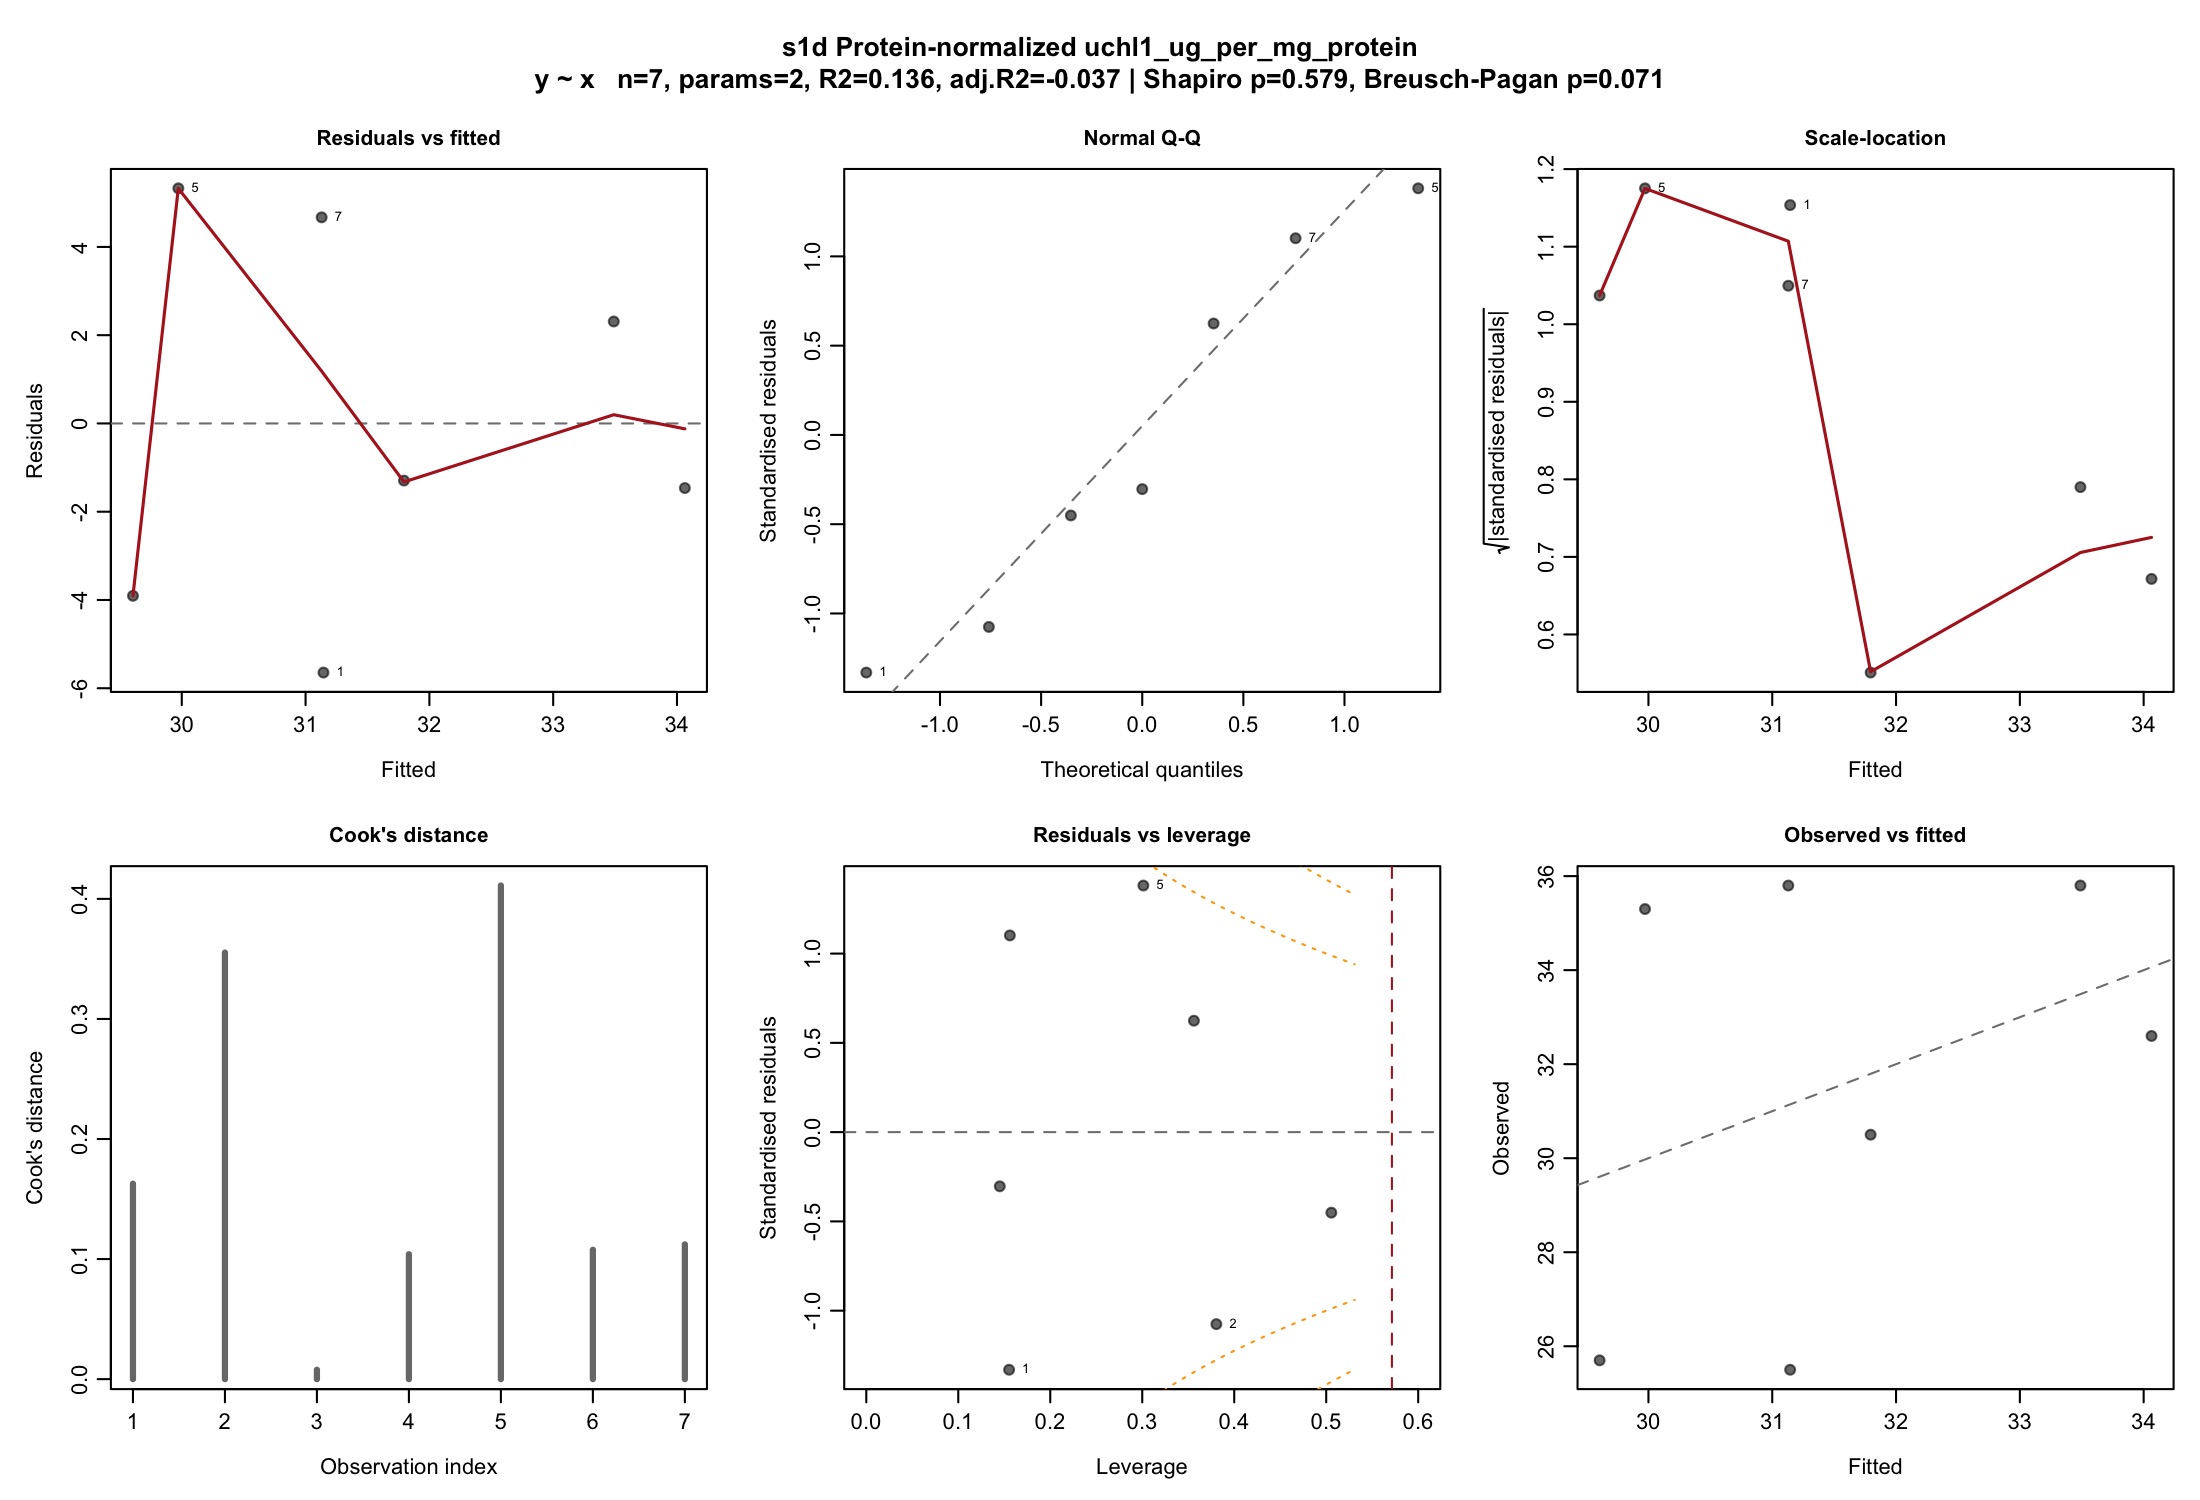 s1d Protein-normalized uchl1_ug_per_mg_protein
y ~ x   n=7, params=2, R2=0.136, adj.R2=-0.037 | Shapiro p=0.579, Breusch-Pagan p=0.071
Residuals vs fitted
Residuals
4
2
0
-2
-4
-6
5
7
1
30 31 32 33 34
Fitted
Normal Q-Q
Standardised residuals
1.0
0.5
0.0
-0.5
-1.0
5
7
1
-1.0 -0.5 0.0 0.5 1.0
Theoretical quantiles
Scale-location
√|standardised residuals|
1.2
1.1
1.0
0.9
0.8
0.7
0.6
5
1
7
30 31 32 33 34
Fitted
Cook's distance
Cook's distance
0.4
0.3
0.2
0.1
0.0
1 2 3 4 5 6 7
Observation index
Residuals vs leverage
Standardised residuals
1.0
0.5
0.0
-0.5
-1.0
5
2
1
0.0 0.1 0.2 0.3 0.4 0.5 0.6
Leverage
Observed vs fitted
Observed
36
34
32
30
28
26
30 31 32 33 34
Fitted